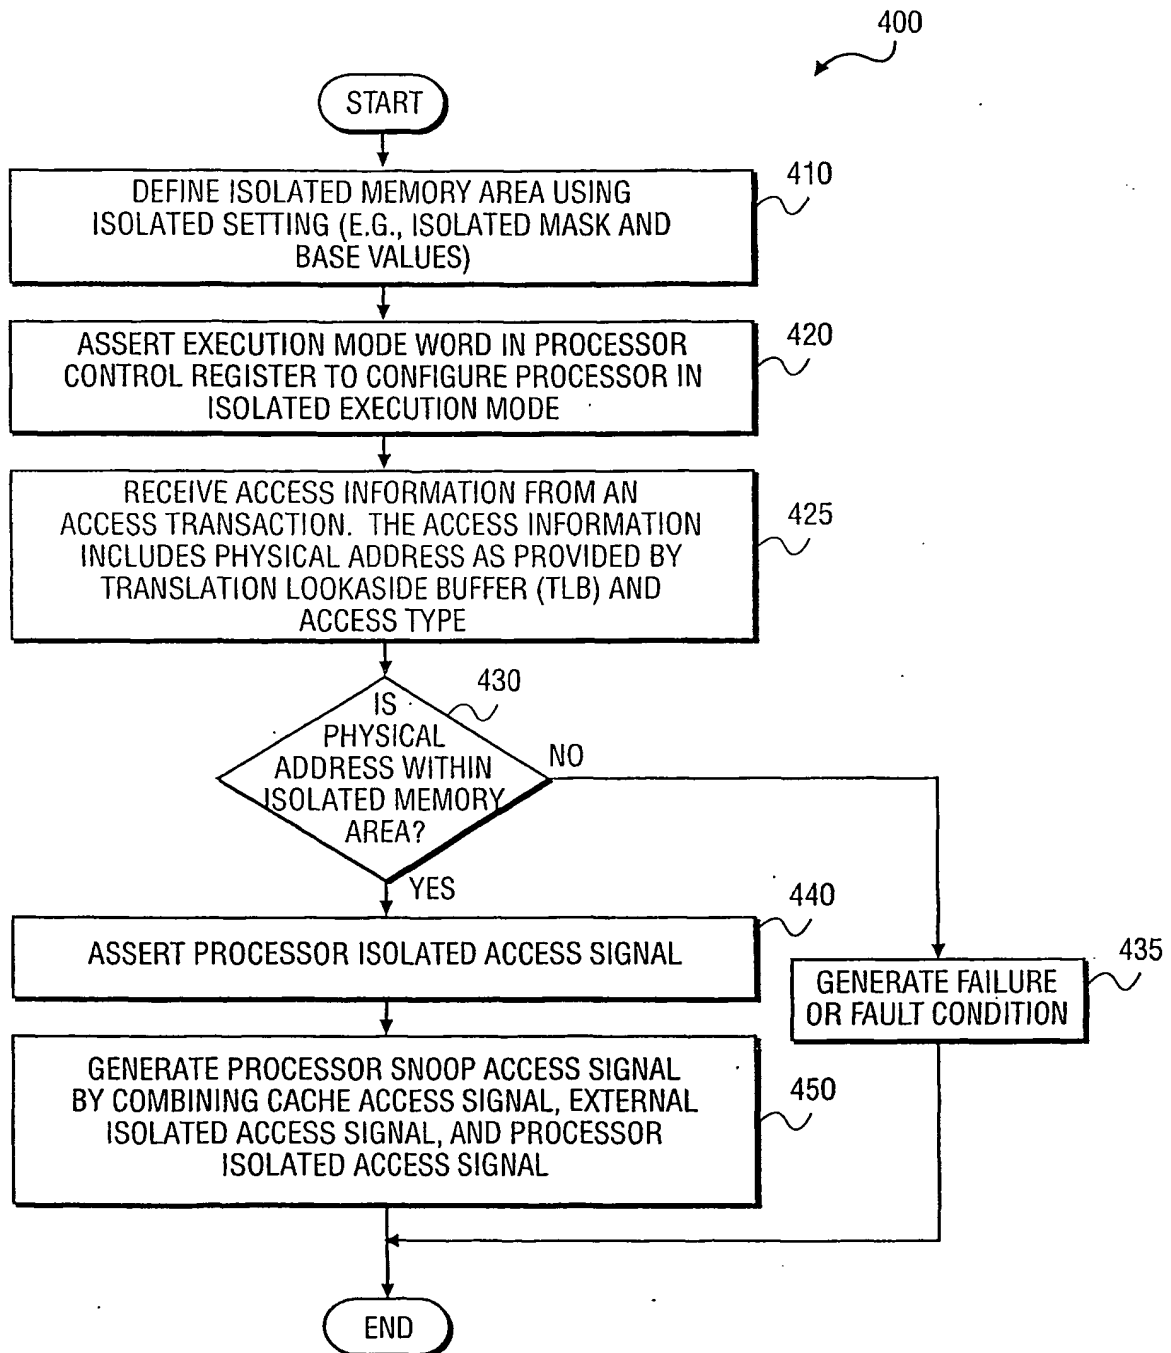 400
START
410
DEFINE ISOLATED MEMORY AREA USING
ISOLATED SETTING (E.G., ISOLATED MASK AND
BASE VALUES)
420
ASSERT EXECUTION MODE WORD IN PROCESSOR
CONTROL REGISTER TO CONFIGURE PROCESSOR IN
ISOLATED EXECUTION MODE
425
RECEIVE ACCESS INFORMATION FROM AN
ACCESS TRANSACTION. THE ACCESS INFORMATION
INCLUDES PHYSICAL ADDRESS AS PROVIDED BY
TRANSLATION LOOKASIDE BUFFER (TLB) AND
ACCESS TYPE
430
IS
PHYSICAL
ADDRESS WITHIN
ISOLATED MEMORY
AREA?
NO
YES
440
ASSERT PROCESSOR ISOLATED ACCESS SIGNAL
435
GENERATE FAILURE
OR FAULT CONDITION
450
GENERATE PROCESSOR SNOOP ACCESS SIGNAL
BY COMBINING CACHE ACCESS SIGNAL, EXTERNAL
ISOLATED ACCESS SIGNAL, AND PROCESSOR
ISOLATED ACCESS SIGNAL
END